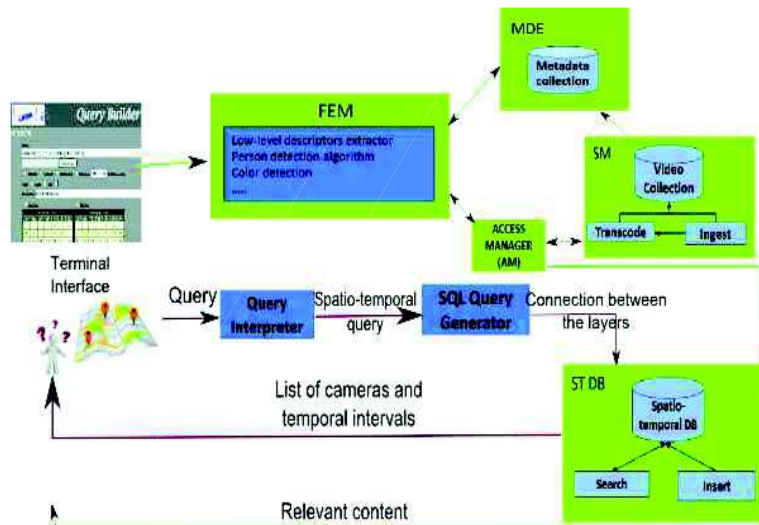 MDE
Metadata
collection
Query Builder
FEM
Low-level descriptors extractor
Person detection algorithm
Color detection
.....
SM
Video
Collection
Transcode
Ingest
ACCESS
MANAGER
(AM)
Terminal
Interface
Query
Query
Interpreter
Spatio-temporal
query
SQL Query
Generator
Connection between
the layers
List of cameras and
temporal intervals
ST DB
Spatio-
temporal DB
Search
Insert
Relevant content